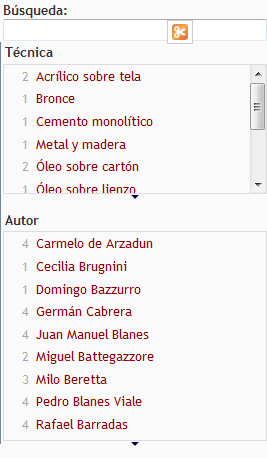 Búsqueda:
Técnica
2 Acrílico sobre tela
1 Bronce
1 Cemento monolítico
1 Metal y madera
2 Óleo sobre cartón
1 Óleo sobre lienzo
Autor
4 Carmelo de Arzadun
1 Cecilia Brugnini
1 Domingo Bazzurro
4 Germán Cabrera
4 Juan Manuel Blanes
2 Miguel Battegazzore
3 Milo Beretta
4 Pedro Blanes Viale
4 Rafael Barradas